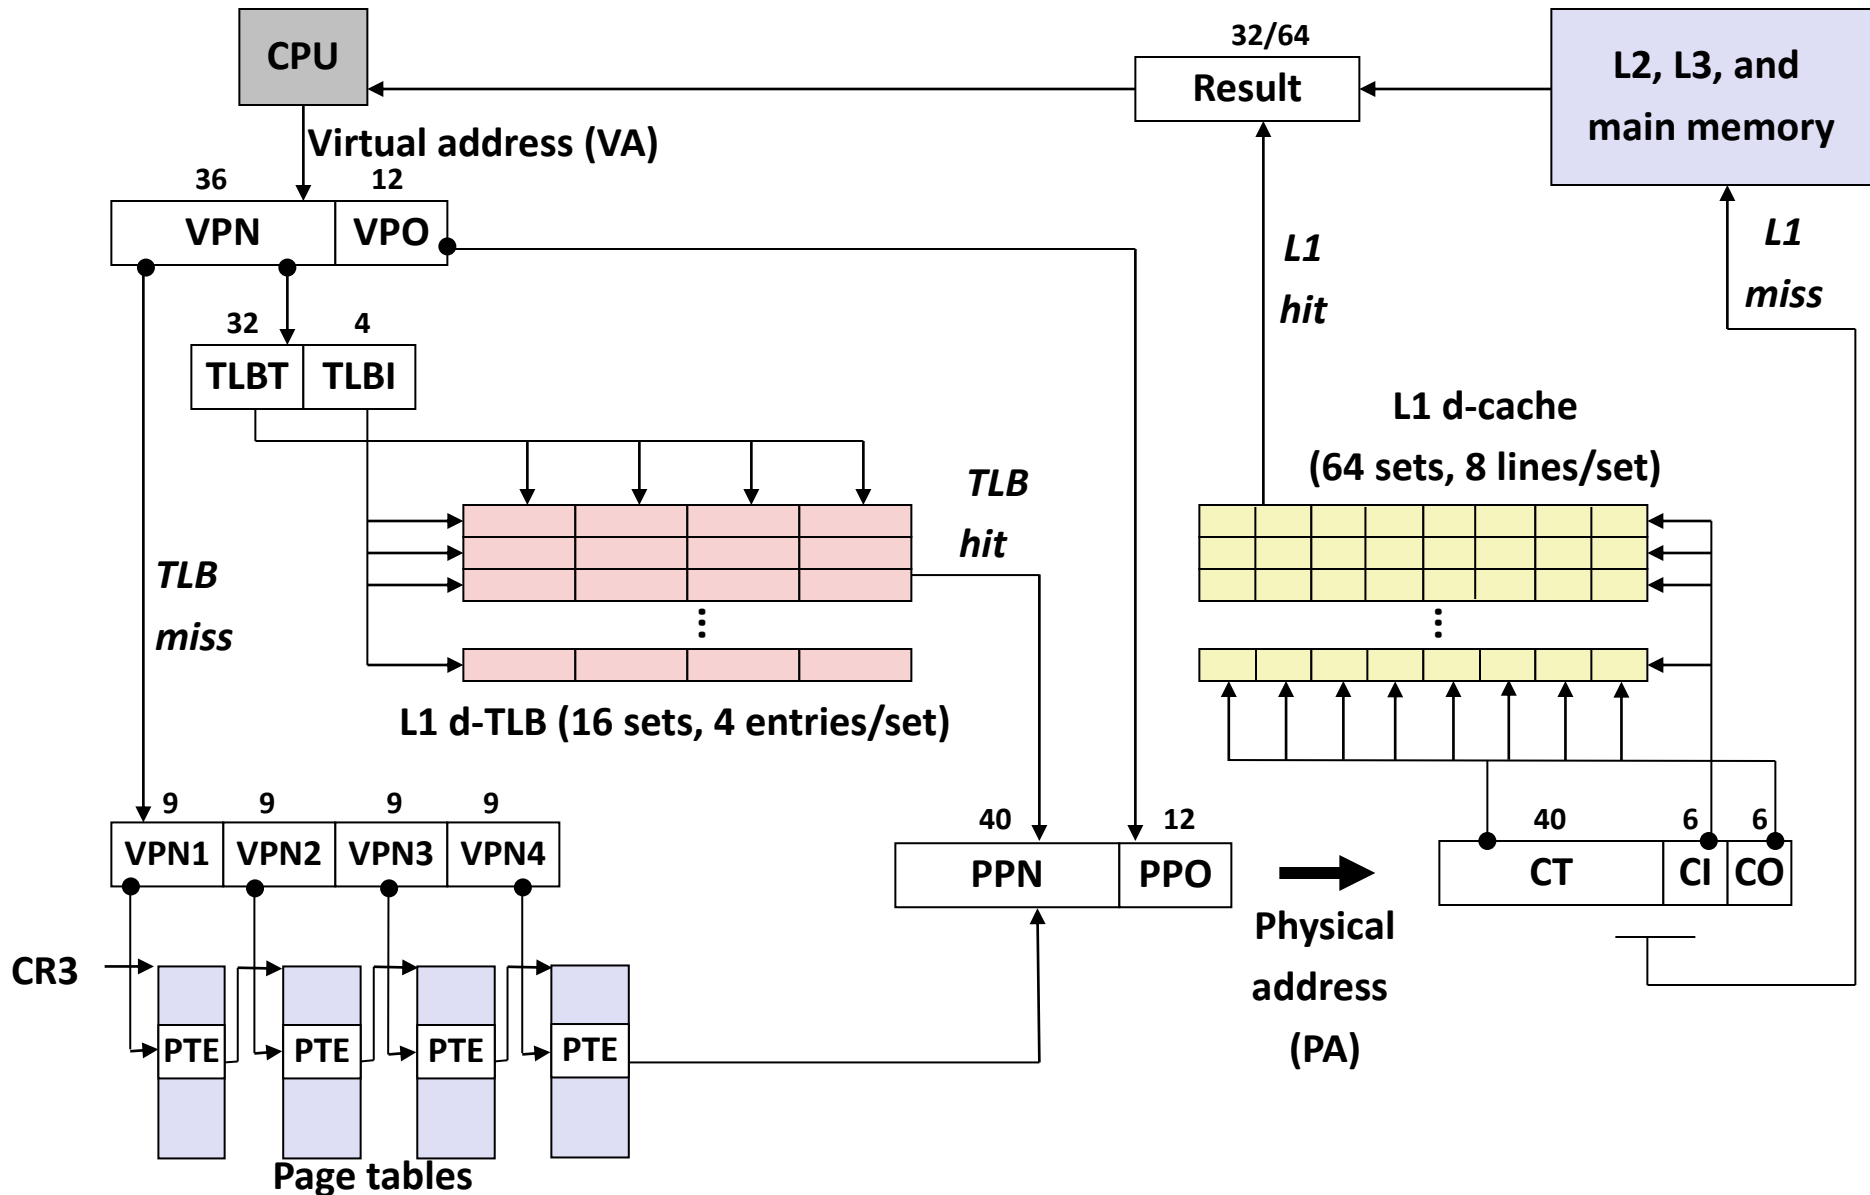 CPU
32/64
Result
L2, L3, and
main memory
Virtual address (VA)
36
12
VPN
VPO
L1
hit
L1
miss
32
4
TLBT
TLBI
L1 d-cache
(64 sets, 8 lines/set)
TLB
hit
TLB
miss
...
...
L1 d-TLB (16 sets, 4 entries/set)
9
9
9
9
VPN1
VPN2
VPN3
VPN4
40
12
PPN
PPO
40
6
6
CT
CI
CO
Physical
address
(PA)
CR3
PTE
PTE
PTE
PTE
Page tables